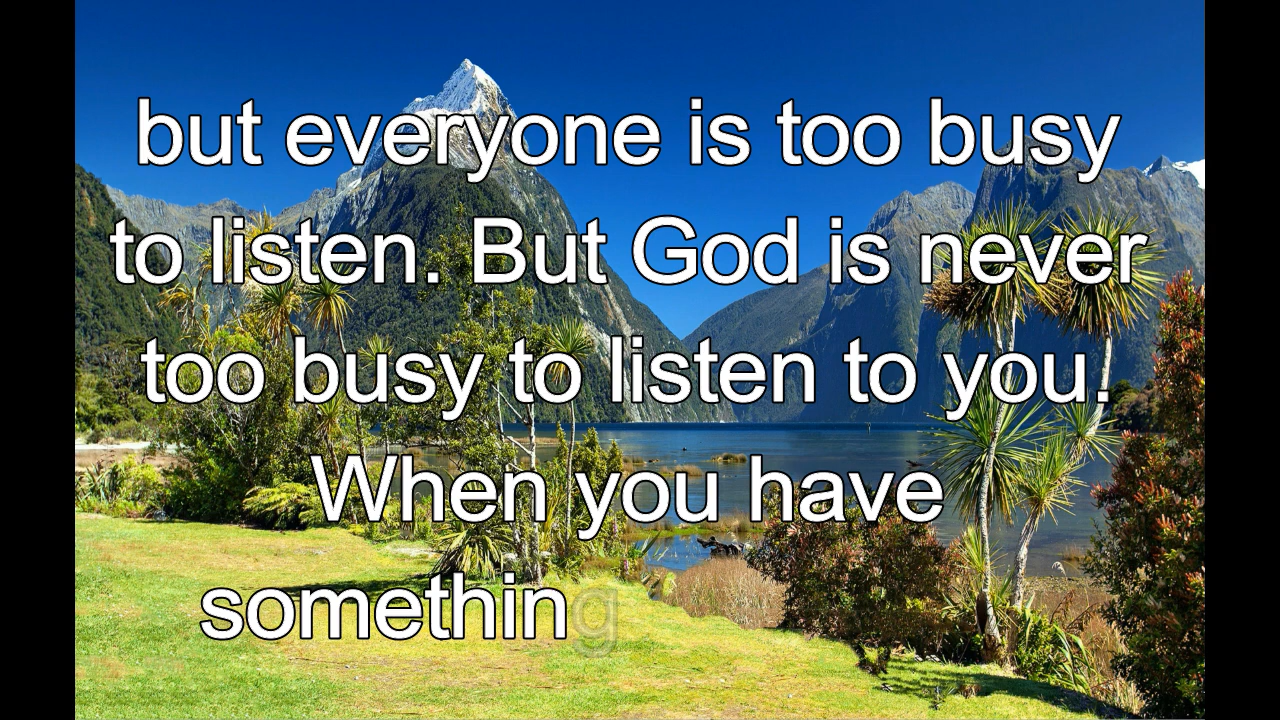 but everyone is too busy
to listen. But God is never
too busy to listen to you.
When you have
something